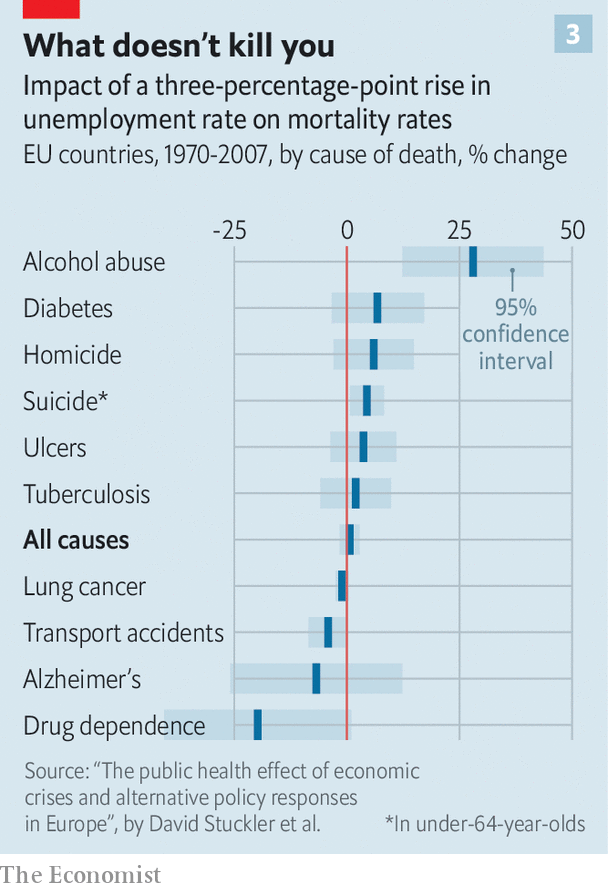 What doesn't kill you
3
Impact of a three-percentage-point rise in
unemployment rate on mortality rates
EU countries, 1970-2007, by cause of death, % change
-25 0 25 50
Alcohol abuse
Diabetes
Homicide
Suicide*
Ulcers
Tuberculosis
All causes
Lung cancer
Transport accidents
Alzheimer's
Drug dependence
95%
confidence
interval
Source: “The public health effect of economic
crises and alternative policy responses
in Europe”, by David Stuckler et al.
*In under-64-year-olds
The Economist